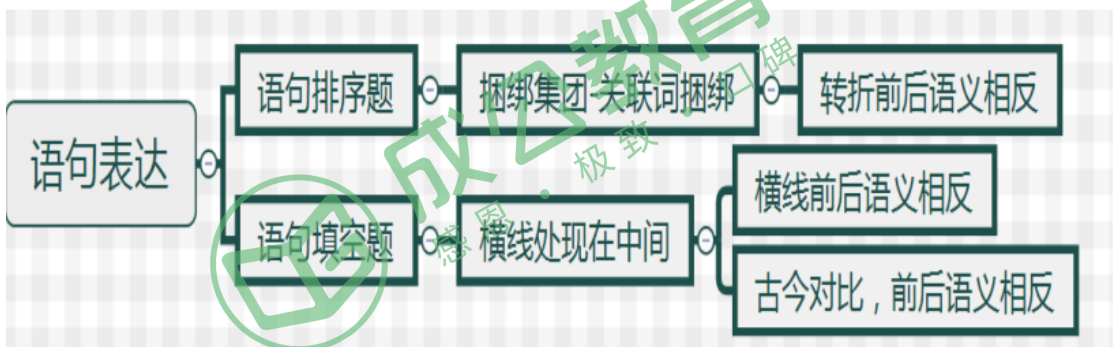 语句表达
语句排序题
捆绑集团-关联词捆绑
转折前后语义相反
语句填空题
横线处现在中间
横线前后语义相反
古今对比，前后语义相反
成公教育
感恩·极致·口碑